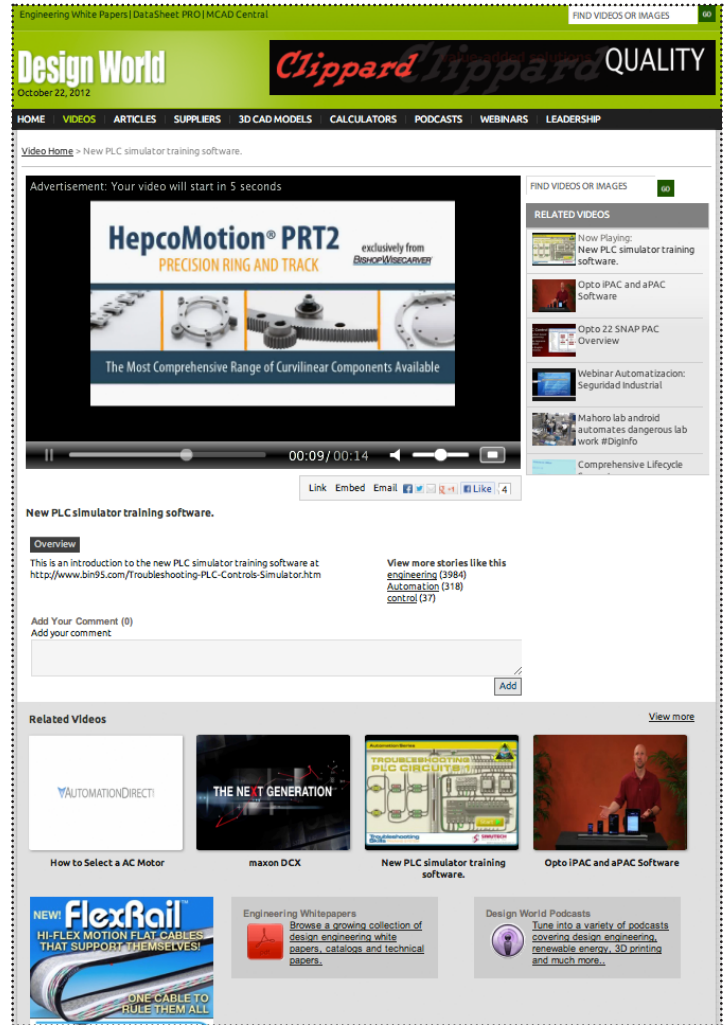 Engineering White Papers | DataSheet PRO | MCAD Central
FIND VIDEOS OR IMAGES
GO
Design World
October 22, 2012
Clippard
Clippard
QUALITY
HOME
VIDEOS
ARTICLES
SUPPLIERS
3D CAD MODELS
CALCULATORS
PODCASTS
WEBINARS
LEADERSHIP
Video Home > New PLC simulator training software.
Advertisement: Your video will start in 5 seconds
HepcoMotion® PRT2
PRECISION RING AND TRACK
exclusively from
BISHOPWISECARVER
The Most Comprehensive Range of Curvilinear Components Available
00:09/00:14
FIND VIDEOS OR IMAGES
GO
RELATED VIDEOS
Now Playing:
New PLC simulator training
software.
Opto iPAC and aPAC
Software
Opto 22 SNAP PAC
Overview
Webinar Automatizacion:
Seguridad Industrial
Mahoro lab android
automates dangerous lab
work #DigInfo
Comprehensive Lifecycle
Link Embed Email
Like
4
New PLC simulator training software.
Overview
This is an introduction to the new PLC simulator training software at
http://www.bin95.com/Troubleshooting-PLC-Controls-Simulator.htm
View more stories like this
engineering (3984)
Automation (318)
control (37)
Add Your Comment (0)
Add your comment
Add
Related Videos
View more
AUTOMATIONDIRECT!
THE NEXT GENERATION
Automation Series
TROUBLESHOOTING
PLC CIRCUITS
Troubleshooting
Skills
SIMUTECH
How to Select a AC Motor
maxon DCX
New PLC simulator training
software.
Opto iPAC and aPAC Software
NEW! FlexRail
HI-FLEX MOTION FLAT CABLES
THAT SUPPORT THEMSELVES!
ONE CABLE TO
RULE THEM ALL
Engineering Whitepapers
Browse a growing collection of
design engineering white
papers, catalogs and technical
papers.
Design World Podcasts
Tune into a variety of podcasts
covering design engineering,
renewable energy, 3D printing
and much more..